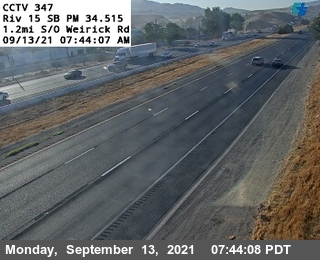 CCTV 347
Riv 15 SB PM 34.515
1.2mi S/O Weirick Rd
09/13/21 07:44:07 AM
Monday, September 13, 2021 07:44:08 PDT